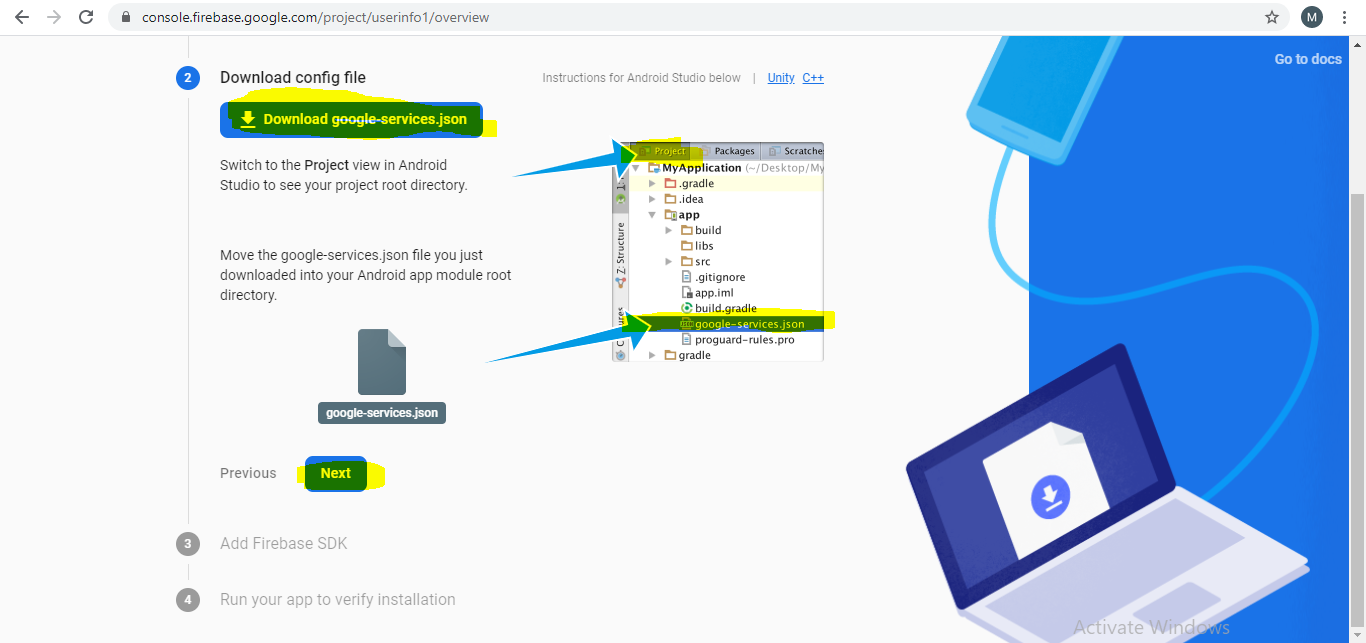 console.firebase.google.com/project/userinfo1/overview
M
Go to docs
2 Download config file
Instructions for Android Studio below | Unity C++
Download google-services.json
Switch to the Project view in Android
Studio to see your project root directory.
Move the google-services.json file you just
downloaded into your Android app module root
directory.
google-services.json
Project Packages Scratches
MyApplication (~/Desktop/My
.gradle
.idea
app
build
libs
src
.gitignore
app.iml
build.gradle
google-services.json
proguard-rules.pro
gradle
Z: Structure
Previous Next
3 Add Firebase SDK
4 Run your app to verify installation
Activate Windows